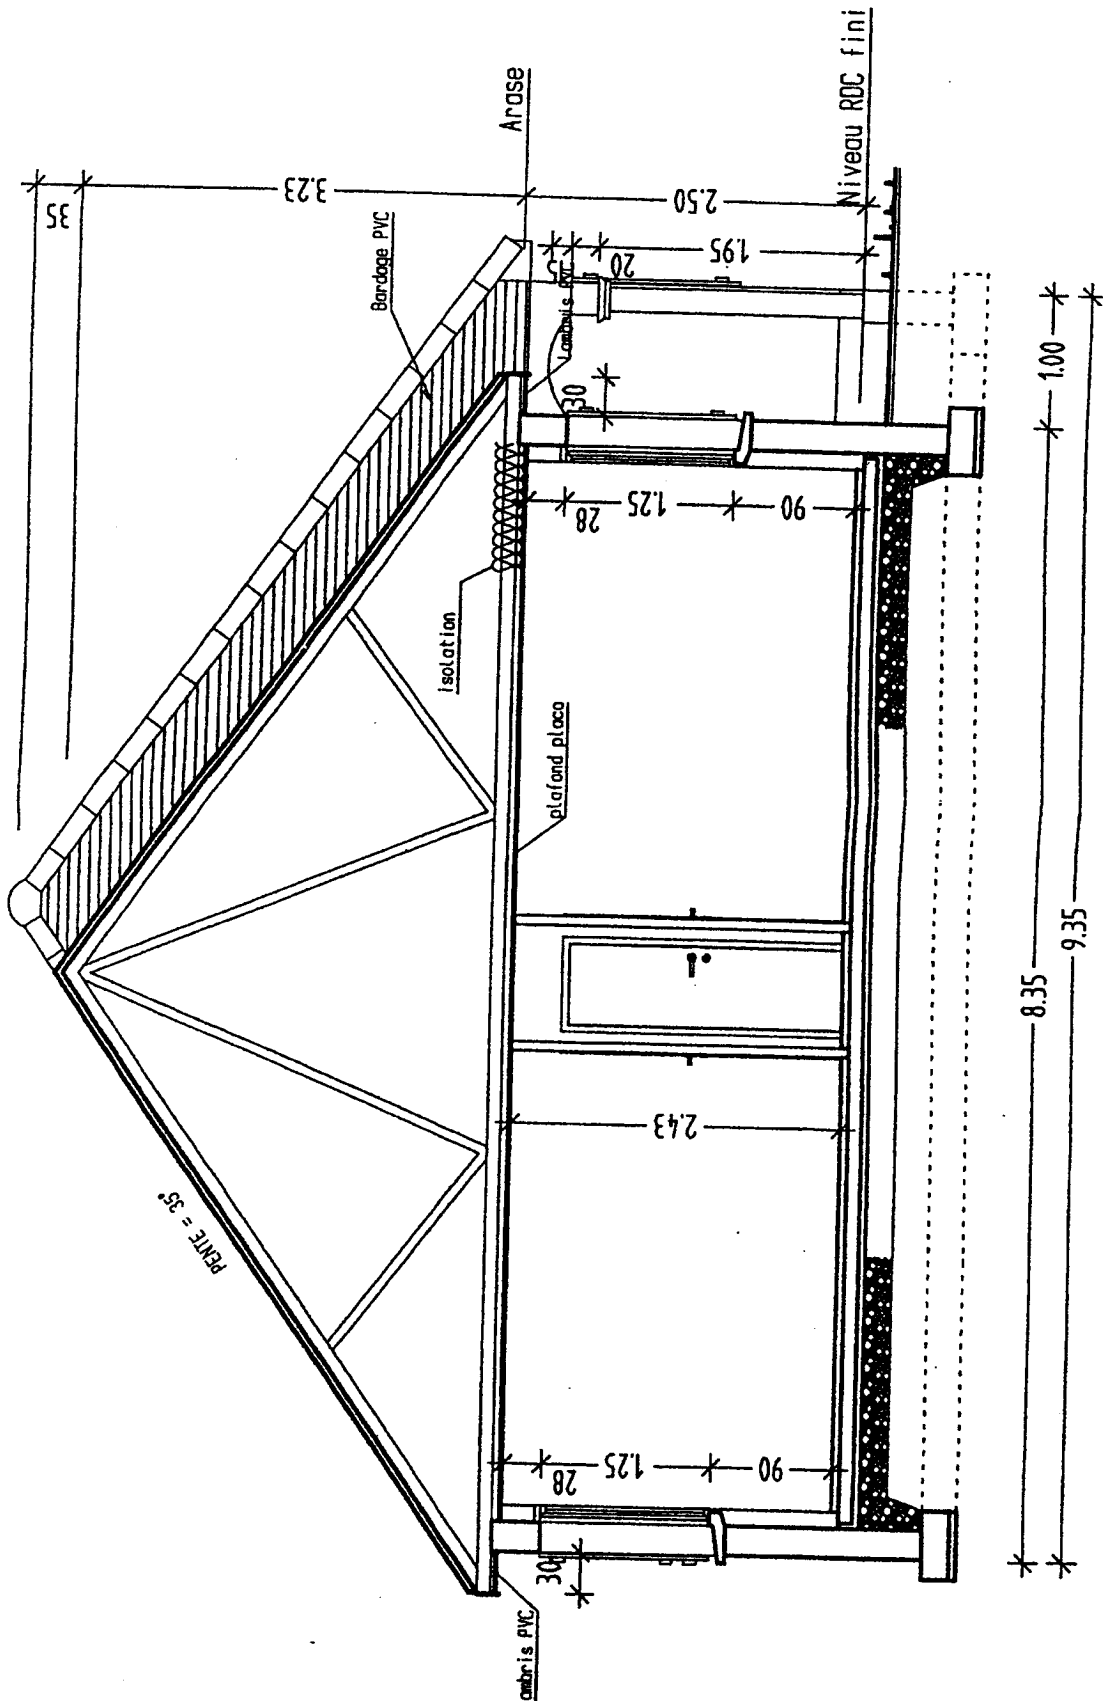 35
3.23
Arase
Bardage PVC
2.50
Niveau RDC fini
1.95
20
Lambris PVC
30
1.00
28
1.25
90
isolation
plafond placo
PENTE = 35°
2.43
8.35
9.35
28
1.25
90
30
ambris PVC